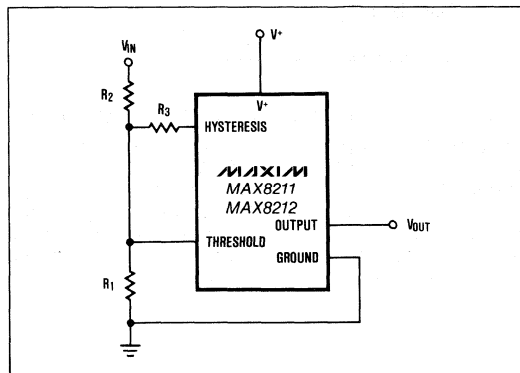 V+
VIN
R2
R3
V+
HYSTERESIS
MAXIM
MAX8211
MAX8212
OUTPUT
VOUT
THRESHOLD
GROUND
R1